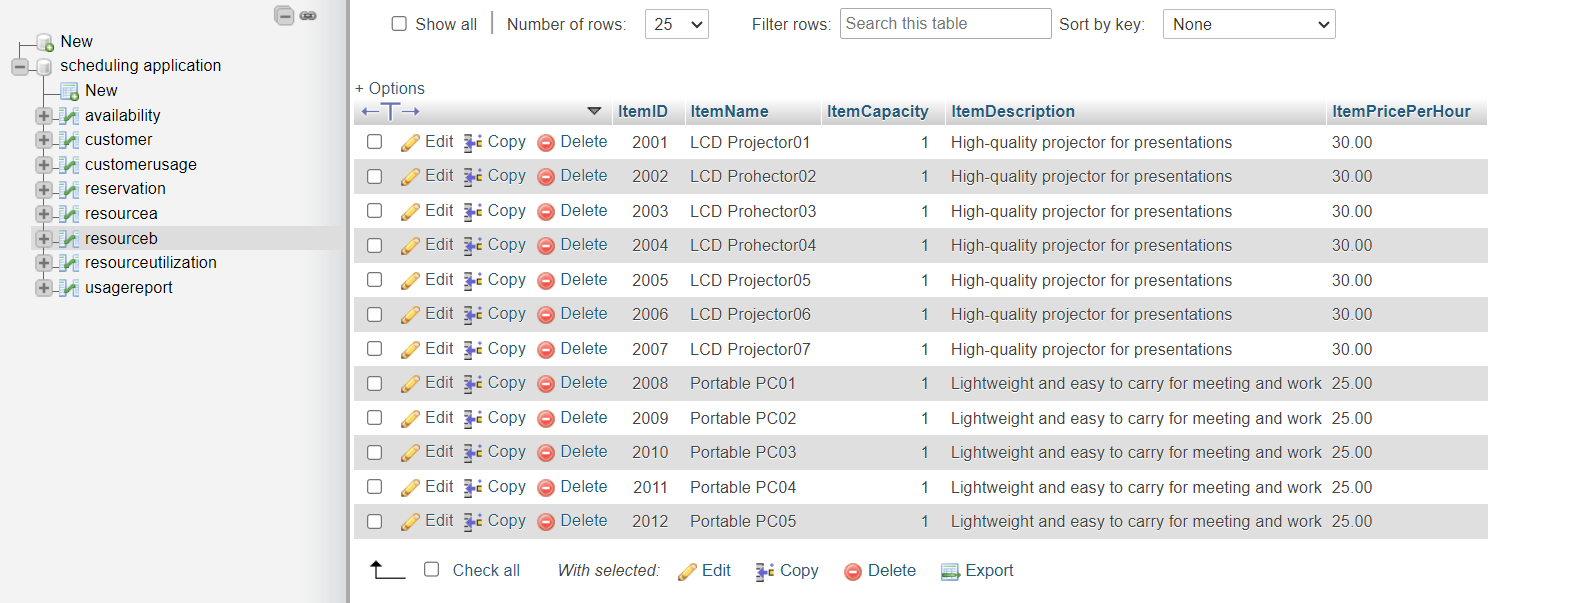 Show all Number of rows: 25 Filter rows: Search this table Sort by key: None
New
scheduling application
New
availability
customer
customerusage
reservation
resourcea
resourceb
resourceutilization
usagereport
+ Options
ItemID ItemName ItemCapacity ItemDescription ItemPricePerHour
Edit Copy Delete 2001 LCD Projector01 1 High-quality projector for presentations 30.00
Edit Copy Delete 2002 LCD Prohector02 1 High-quality projector for presentations 30.00
Edit Copy Delete 2003 LCD Prohector03 1 High-quality projector for presentations 30.00
Edit Copy Delete 2004 LCD Prohector04 1 High-quality projector for presentations 30.00
Edit Copy Delete 2005 LCD Projector05 1 High-quality projector for presentations 30.00
Edit Copy Delete 2006 LCD Projector06 1 High-quality projector for presentations 30.00
Edit Copy Delete 2007 LCD Projector07 1 High-quality projector for presentations 30.00
Edit Copy Delete 2008 Portable PC01 1 Lightweight and easy to carry for meeting and work 25.00
Edit Copy Delete 2009 Portable PC02 1 Lightweight and easy to carry for meeting and work 25.00
Edit Copy Delete 2010 Portable PC03 1 Lightweight and easy to carry for meeting and work 25.00
Edit Copy Delete 2011 Portable PC04 1 Lightweight and easy to carry for meeting and work 25.00
Edit Copy Delete 2012 Portable PC05 1 Lightweight and easy to carry for meeting and work 25.00
Check all With selected: Edit Copy Delete Export